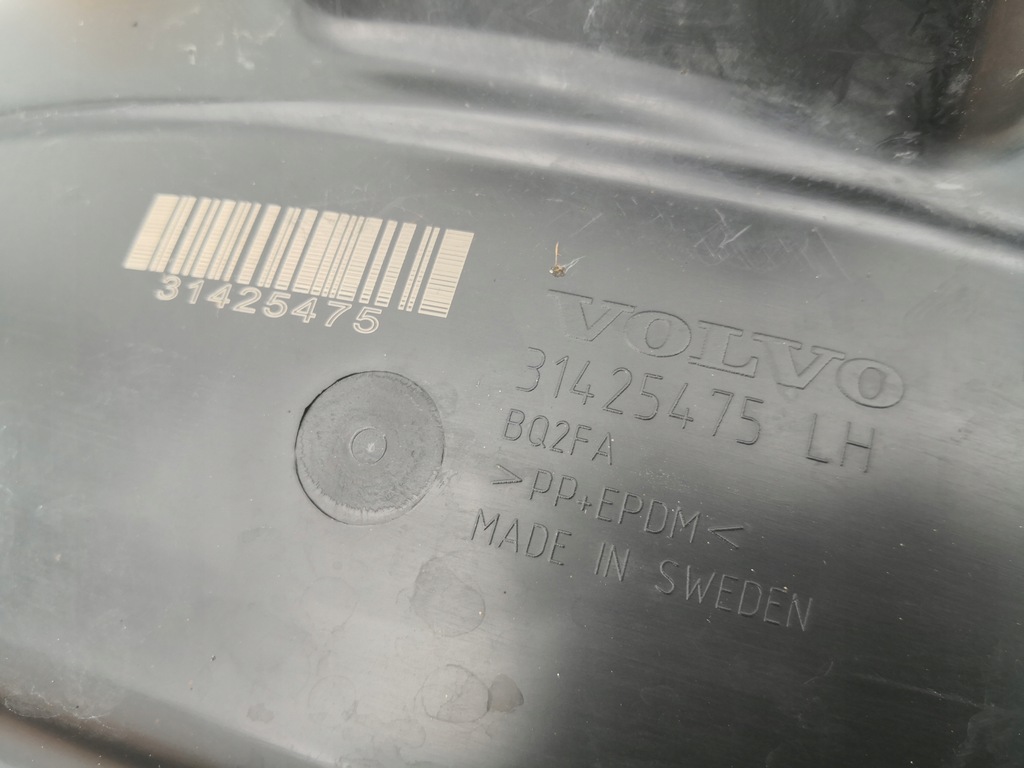 31425475
VOLVO
31425475 LH
BQ2FA
>PP+EPDM<
MADE IN SWEDEN